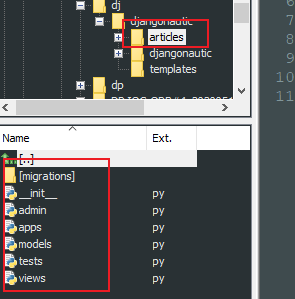 dj
djangonautic
articles
djangonautic
templates
dp
Name Ext.
[..]
[migrations]
__init__ py
admin py
apps py
models py
tests py
views py
8
9
10
11